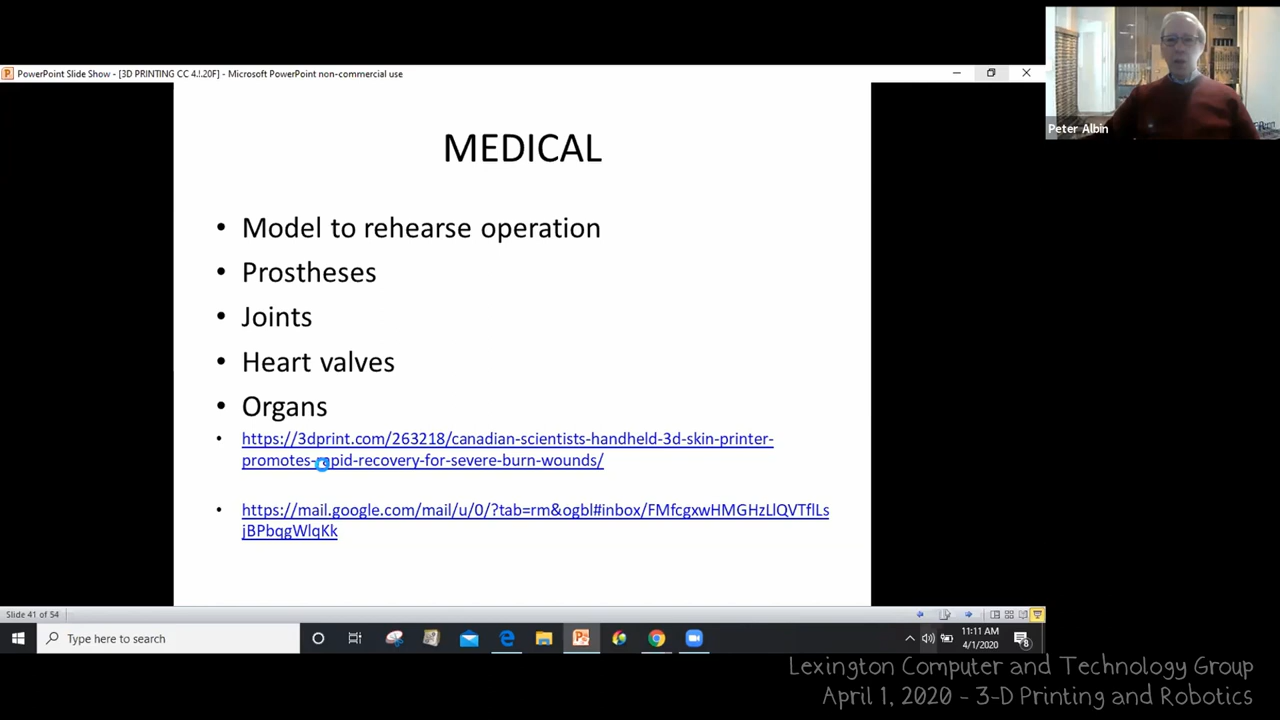 PowerPoint Slide Show - [3D PRINTING CC 4.!.20F] - Microsoft PowerPoint non-commercial use
Peter Albin
MEDICAL
• Model to rehearse operation
• Prostheses
• Joints
• Heart valves
• Organs
• https://3dprint.com/263218/canadian-scientists-handheld-3d-skin-printer-
promotes-rapid-recovery-for-severe-burn-wounds/
• https://mail.google.com/mail/u/0/?tab=rm&ogbl#inbox/FMfcgxwHMGHzLlQVTflLs
jBPbqgWlqKk
Slide 41 of 54
Type here to search
11:11 AM
4/1/2020
8
Lexington Computer and Technology Group
April 1, 2020 - 3-D Printing and Robotics